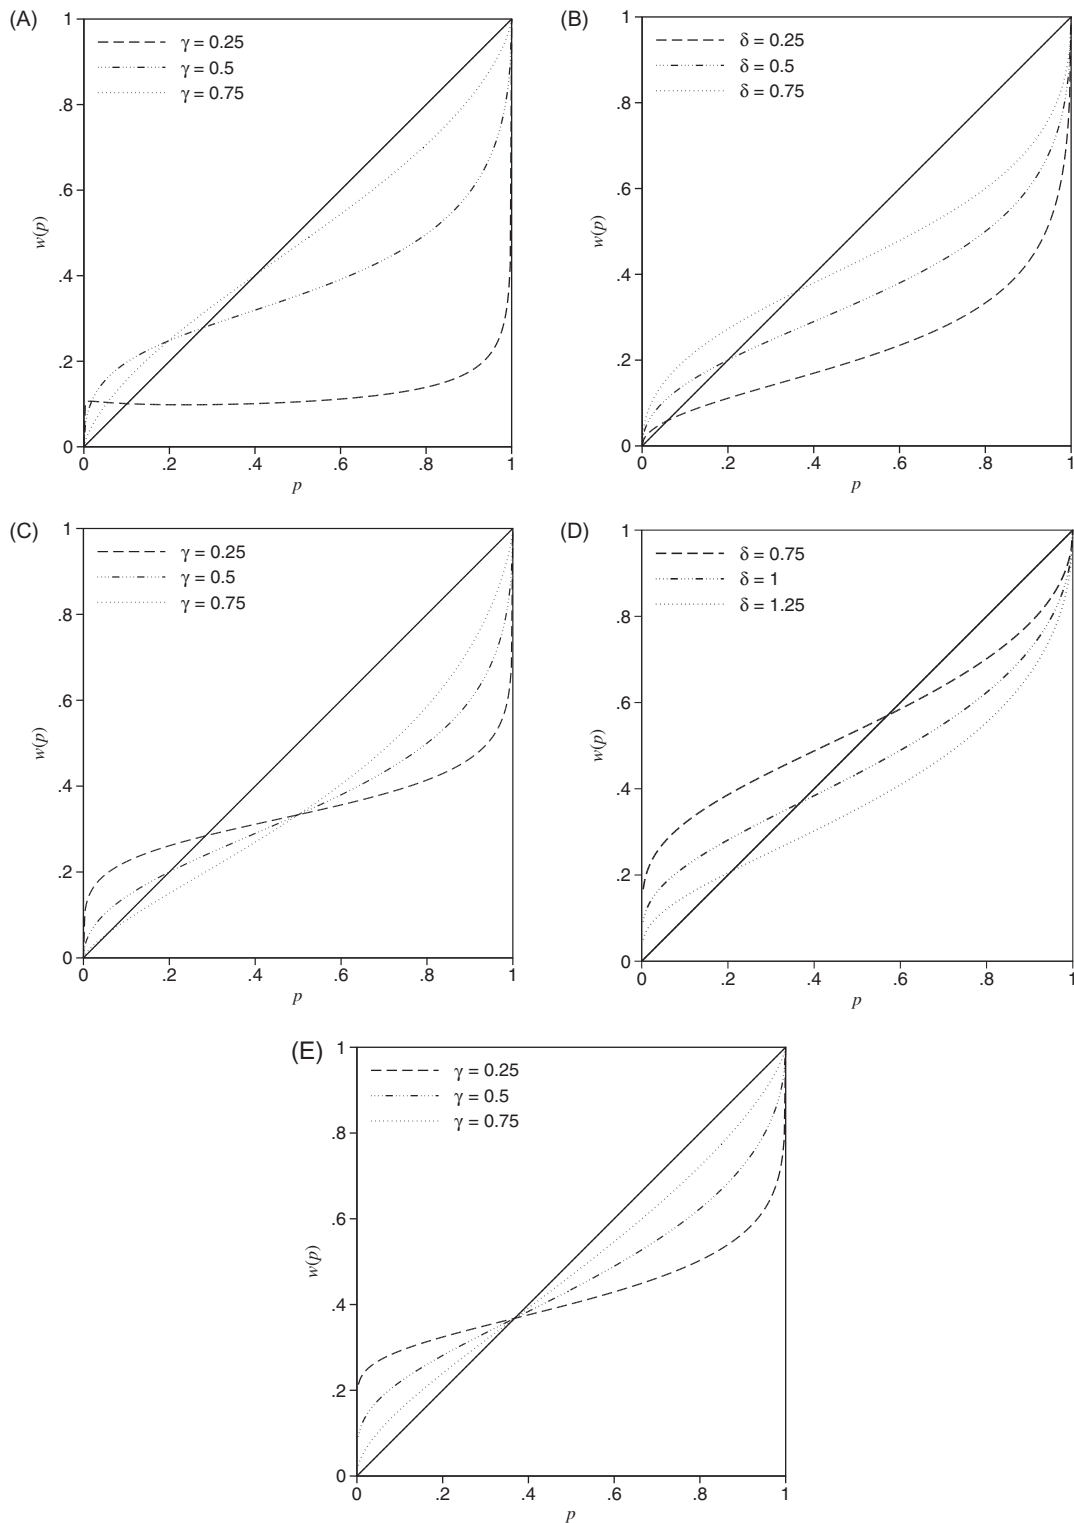 (A)
γ = 0.25
γ = 0.5
γ = 0.75
1
.8
.6
.4
.2
0
w(p)
0 .2 .4 .6 .8 1
p
(B)
δ = 0.25
δ = 0.5
δ = 0.75
1
.8
.6
.4
.2
0
w(p)
0 .2 .4 .6 .8 1
p
(C)
γ = 0.25
γ = 0.5
γ = 0.75
1
.8
.6
.4
.2
0
w(p)
0 .2 .4 .6 .8 1
p
(D)
δ = 0.75
δ = 1
δ = 1.25
1
.8
.6
.4
.2
0
w(p)
0 .2 .4 .6 .8 1
p
(E)
γ = 0.25
γ = 0.5
γ = 0.75
1
.8
.6
.4
.2
0
w(p)
0 .2 .4 .6 .8 1
p